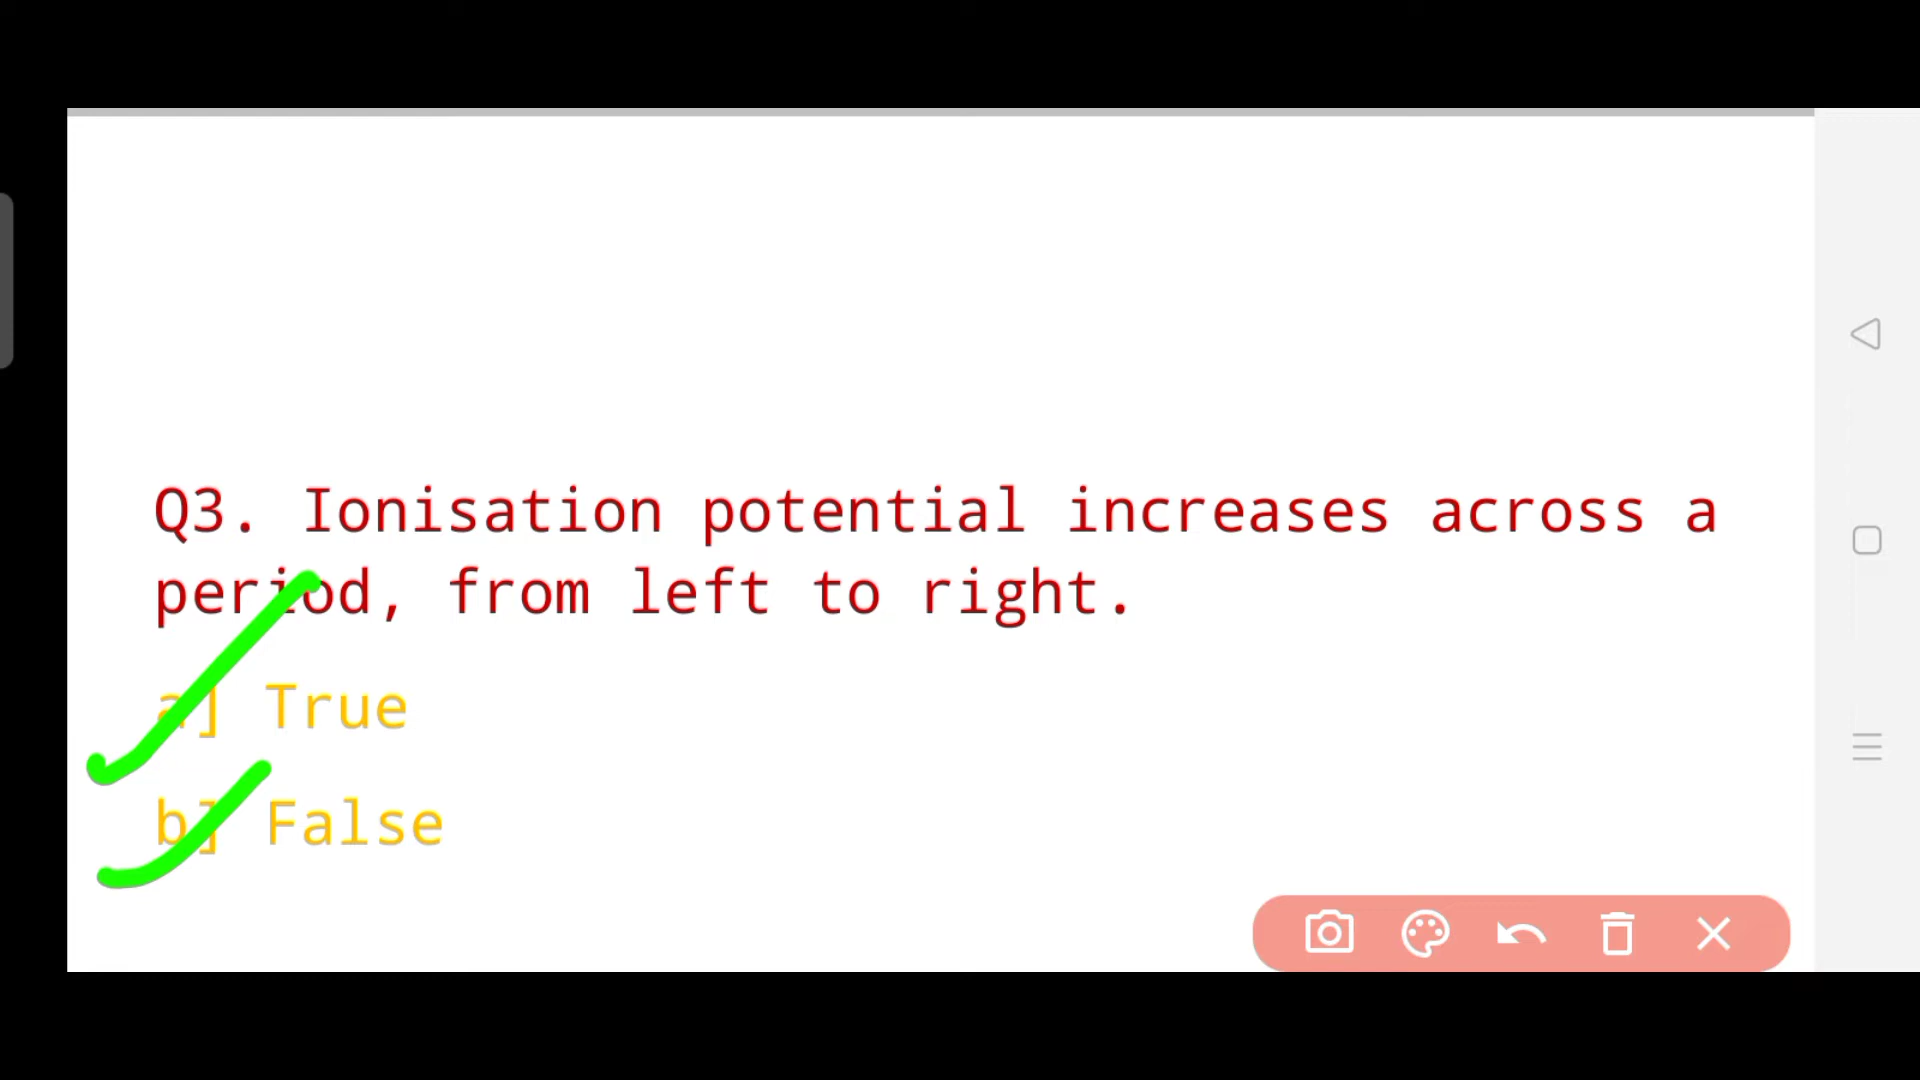 Q3. Ionisation potential increases across a
period, from left to right.
a] True
b] False